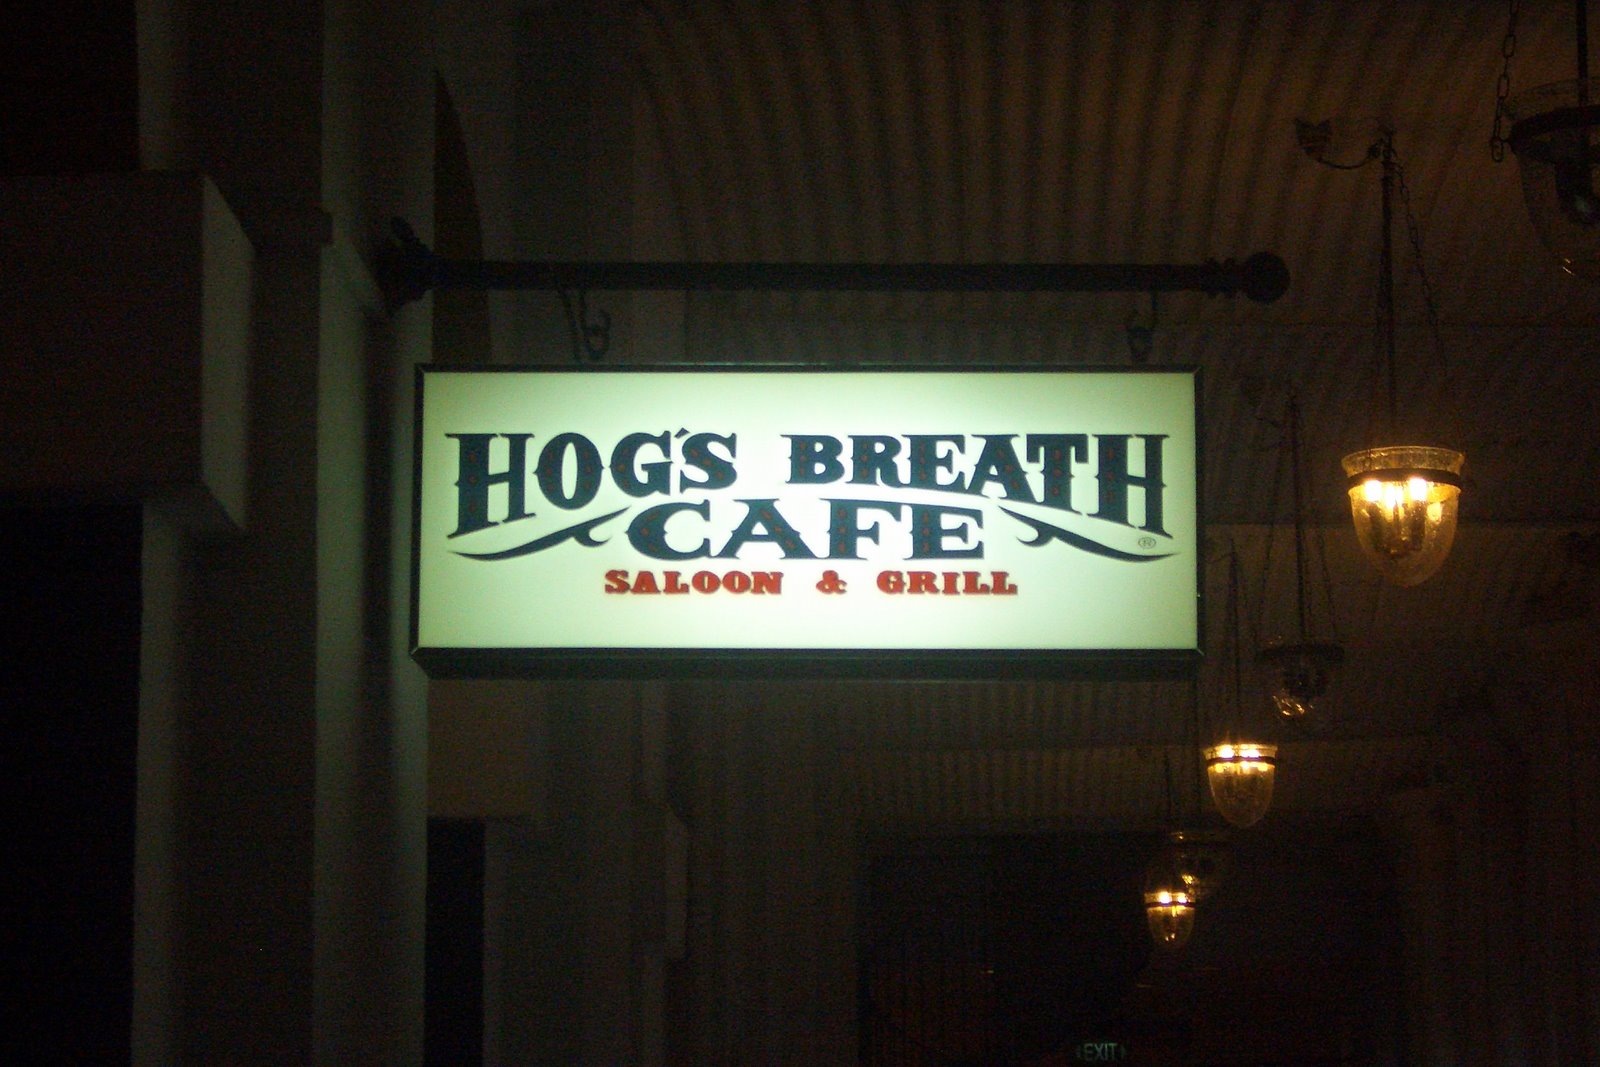 HOG'S BREATH
CAFE
®
SALOON & GRILL
EXIT